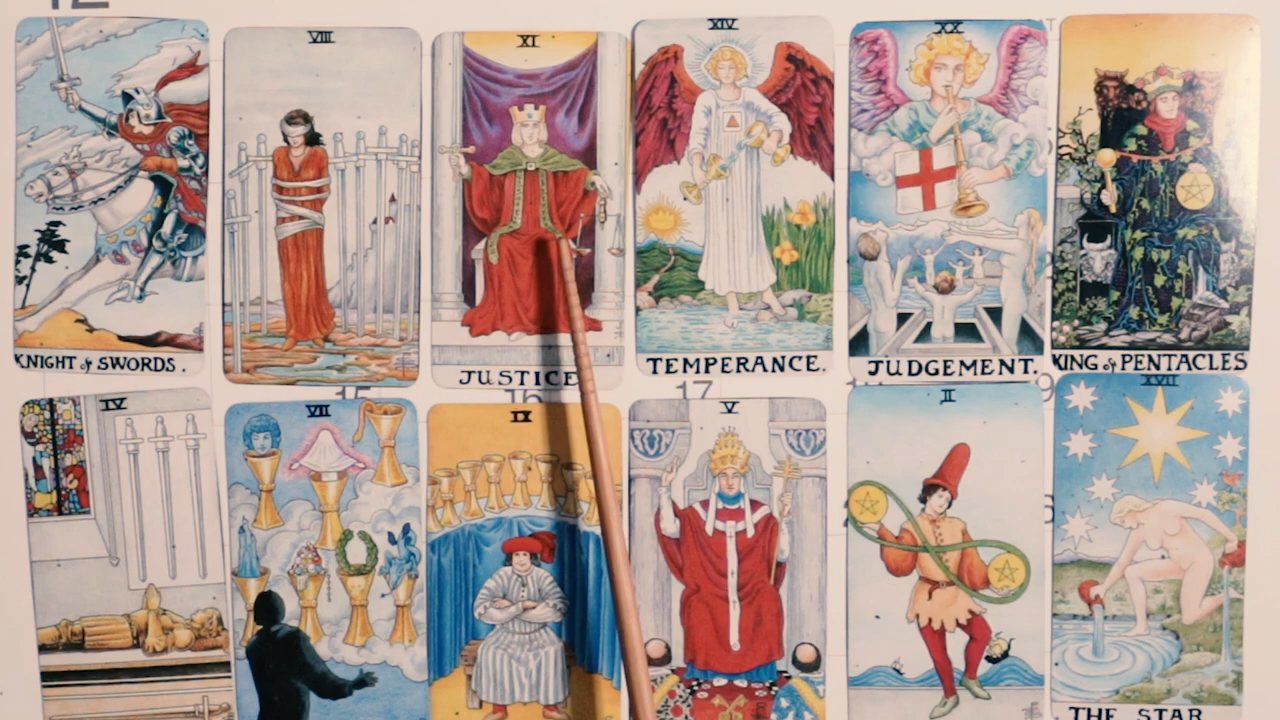 12
VIII
XI
XIV
XX
KNIGHT of SWORDS.
JUSTICE
TEMPERANCE.
JUDGEMENT.
KING of PENTACLES
15
16
17
IV
VII
IX
V
II
XVII
THE STAR